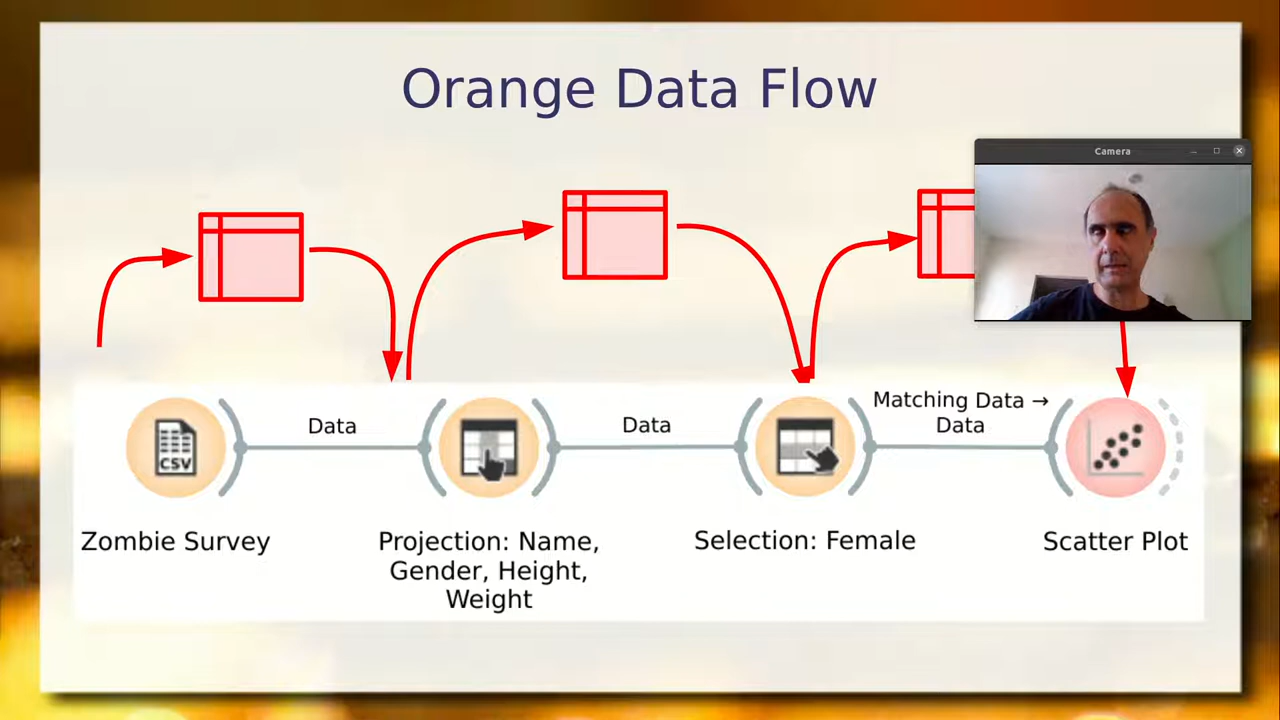 Orange Data Flow
Camera
Data
Data
Matching Data →
Data
CSV
Zombie Survey
Projection: Name,
Gender, Height,
Weight
Selection: Female
Scatter Plot